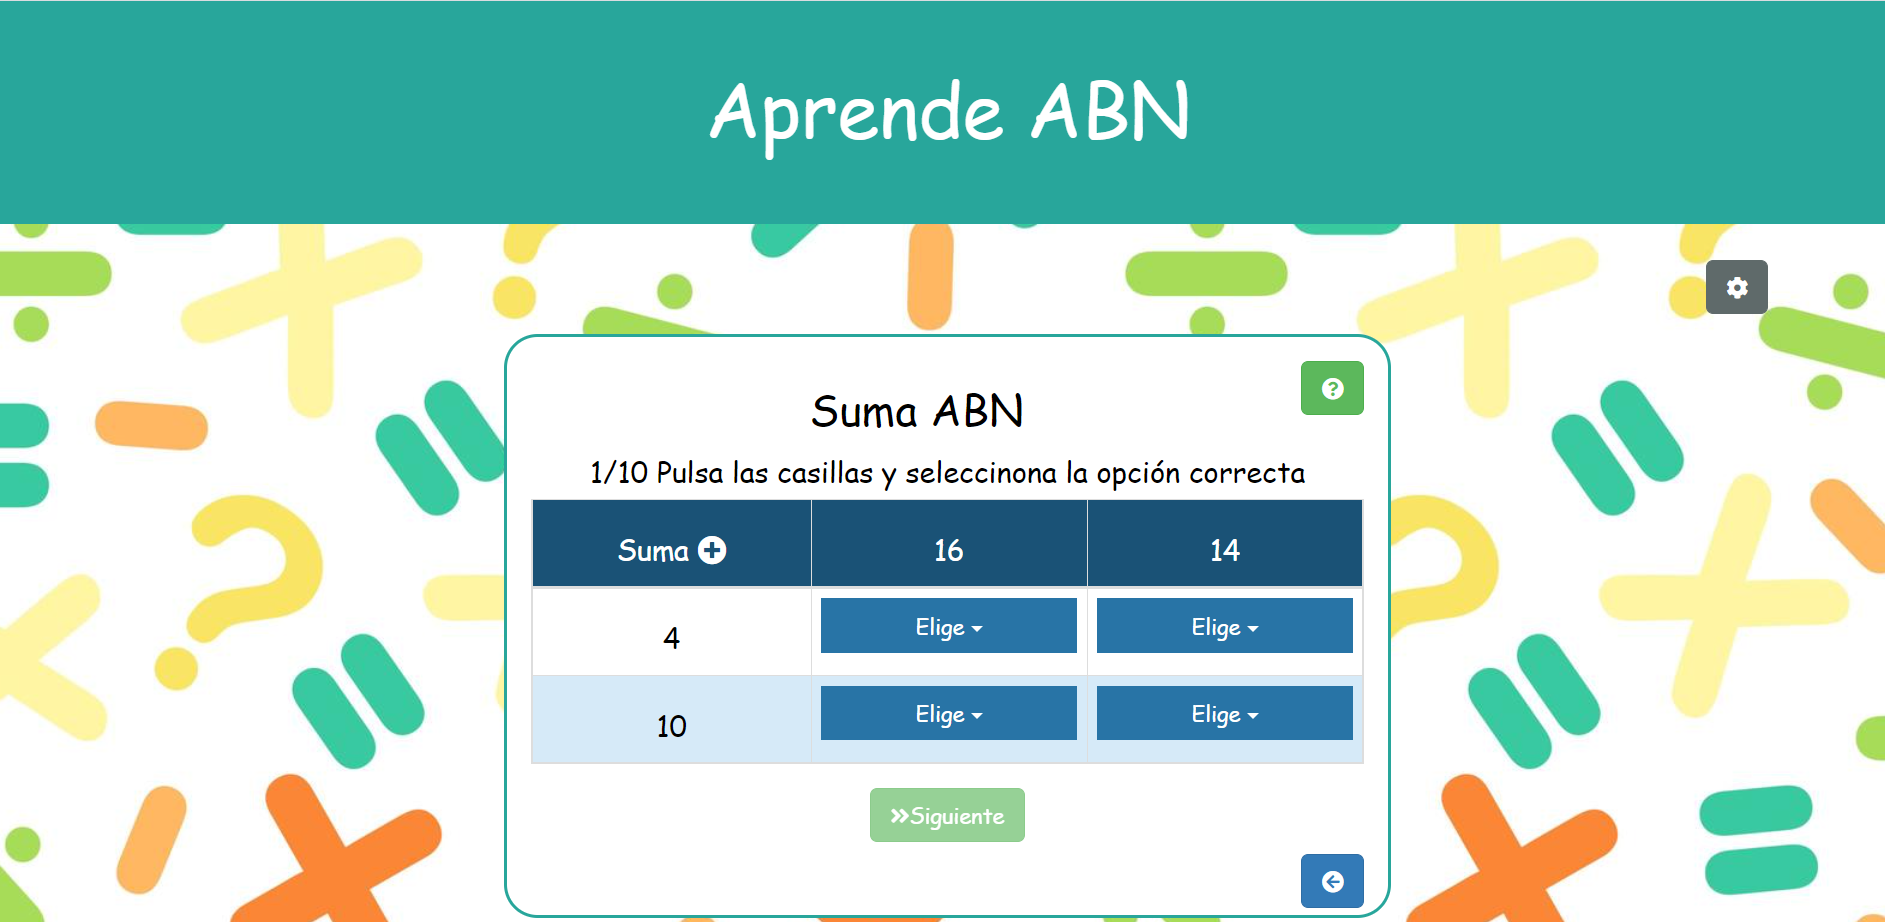 Aprende ABN
Suma ABN
1/10 Pulsa las casillas y seleccinona la opción correcta
Suma 16 14
4 Elige Elige
10 Elige Elige
Siguiente